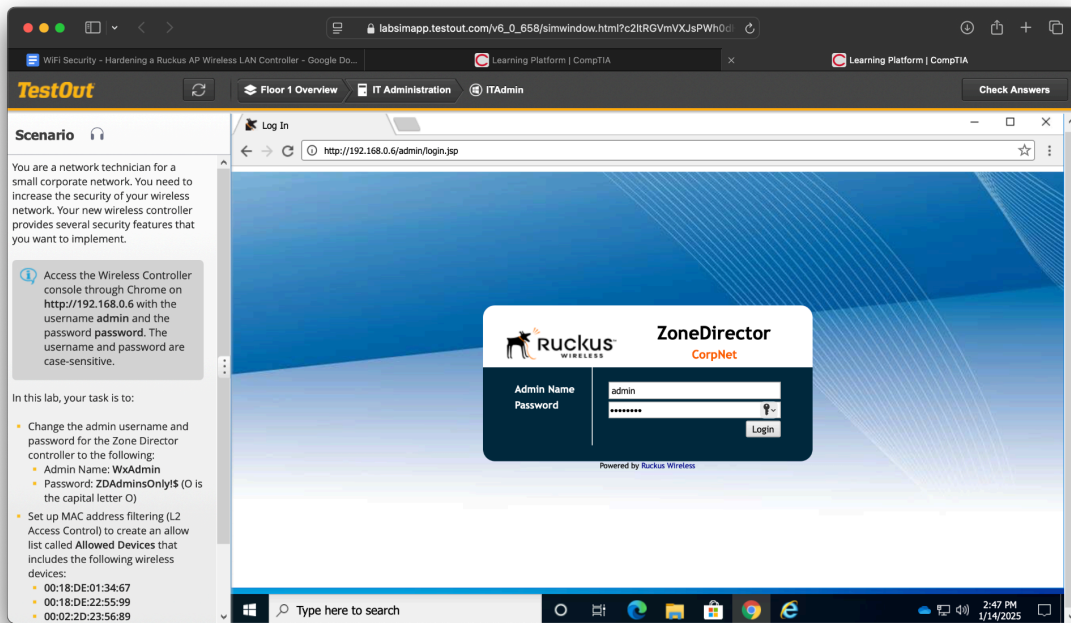 labsimapp.testout.com/v6_0_658/simwindow.html?c2ltRGVmVXJsPWh0d
WiFi Security - Hardening a Ruckus AP Wireless LAN Controller - Google Do...
Learning Platform | CompTIA
Learning Platform | CompTIA
TestOut
Floor 1 Overview
IT Administration
ITAdmin
Check Answers
Scenario
You are a network technician for a
small corporate network. You need to
increase the security of your wireless
network. Your new wireless controller
provides several security features that
you want to implement.
Access the Wireless Controller
console through Chrome on
http://192.168.0.6 with the
username admin and the
password password. The
username and password are
case-sensitive.
In this lab, your task is to:
Change the admin username and
password for the Zone Director
controller to the following:
Admin Name: WxAdmin
Password: ZDAdminsOnly!$ (O is
the capital letter O)
Set up MAC address filtering (L2
Access Control) to create an allow
list called Allowed Devices that
includes the following wireless
devices:
00:18:DE:01:34:67
00:18:DE:22:55:99
00:02:2D:23:56:89
Log In
http://192.168.0.6/admin/login.jsp
RUCKUS
WIRELESS
ZoneDirector
CorpNet
Admin Name
admin
Password
••••••••
Login
Powered by Ruckus Wireless
Type here to search
2:47 PM
1/14/2025